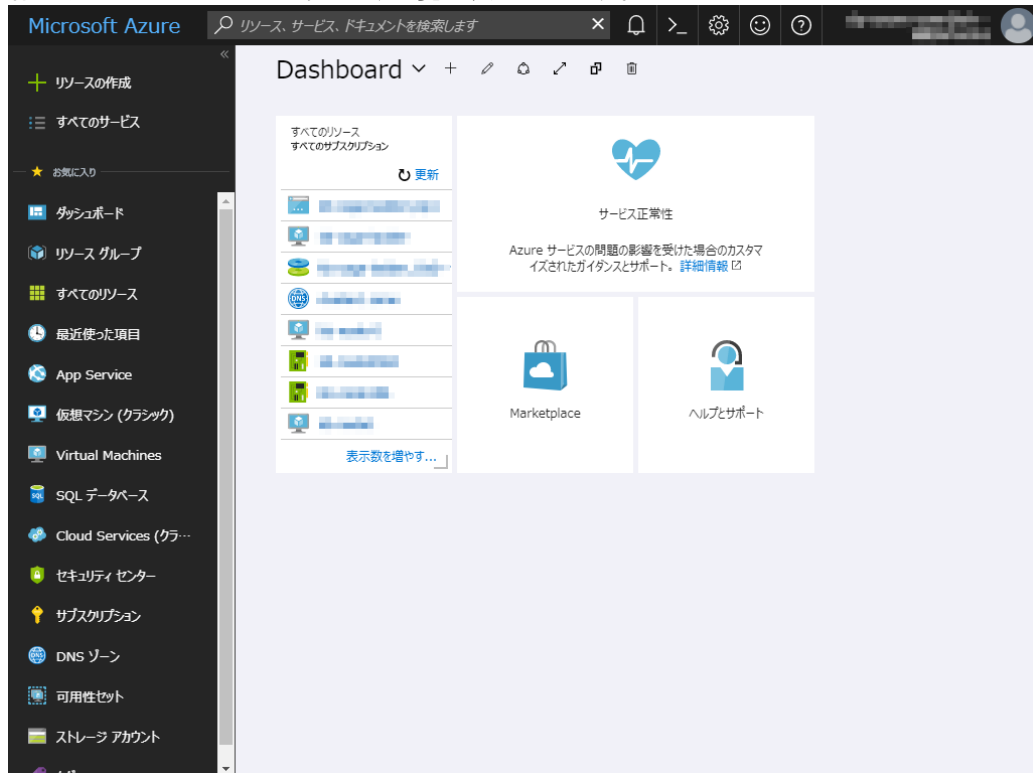 Microsoft Azure
リソース、サービス、ドキュメントを検索します
リソースの作成
すべてのサービス
お気に入り
ダッシュボード
リソース グループ
すべてのリソース
最近使った項目
App Service
仮想マシン (クラシック)
Virtual Machines
SQL データベース
Cloud Services (クラ…
セキュリティ センター
サブスクリプション
DNS ゾーン
可用性セット
ストレージ アカウント
Dashboard
すべてのリソース
すべてのサブスクリプション
更新
表示数を増やす...
サービス正常性
Azure サービスの問題の影響を受けた場合のカスタマ
イズされたガイダンスとサポート。詳細情報
Marketplace
ヘルプとサポート